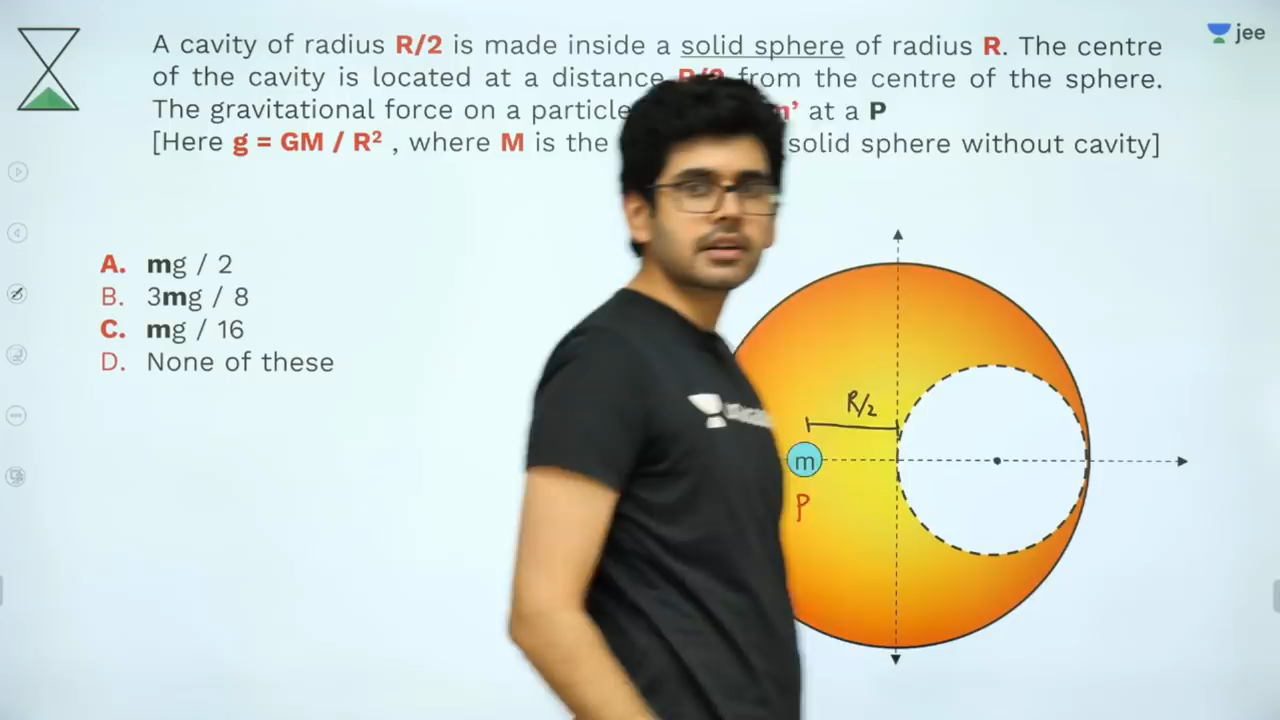 A cavity of radius R/2 is made inside a solid sphere of radius R. The centre
of the cavity is located at a distance R/2 from the centre of the sphere.
The gravitational force on a particle at a P
[Here g = GM / R² , where M is the solid sphere without cavity]
jee
A. mg / 2
B. 3mg / 8
C. mg / 16
D. None of these
R/2
m
P